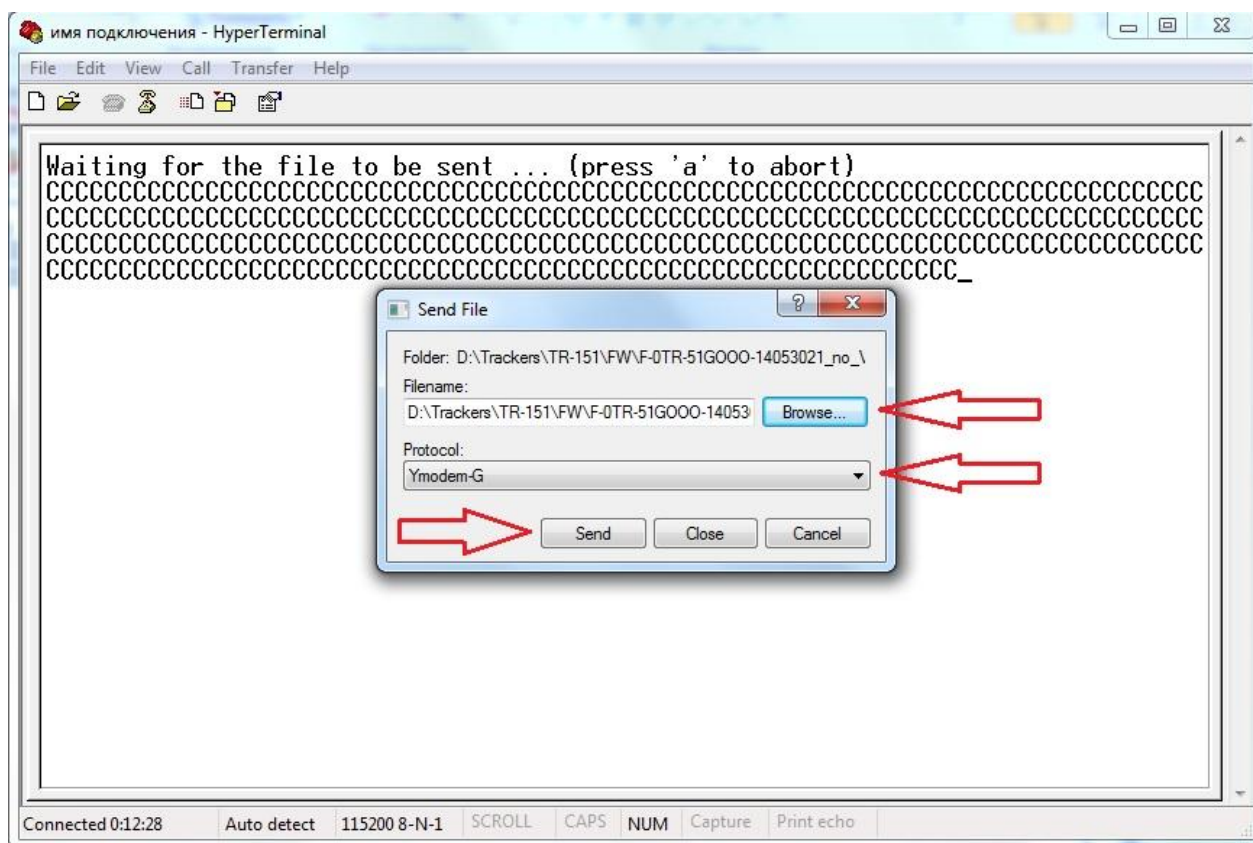 имя подключения - HyperTerminal
File Edit View Call Transfer Help
Waiting for the file to be sent ... (press 'a' to abort)
CCCCCCCCCCCCCCCCCCCCCCCCCCCCCCCCCCCCCCCCCCCCCCCCCCCCCCCCCCCCCCCCCCCCCCCCCCCCCCCC
CCCCCCCCCCCCCCCCCCCCCCCCCCCCCCCCCCCCCCCCCCCCCCCCCCCCCCCCCCCCCCCCCCCCCCCCCCCCCCCC
CCCCCCCCCCCCCCCCCCCCCCCCCCCCCCCCCCCCCCCCCCCCCCCCCCCCCCCCCCCCCCCCCCCCCCCCCCCCCCCC
CCCCCCCCCCCCCCCCCCCCCCCCCCCCCCCCCCCCCCCCCCCCCCCCCCCCCCCCCCCCCCC_
Send File
Folder: D:\Trackers\TR-151\FW\F-0TR-51GOOO-14053021_no_\
Filename:
D:\Trackers\TR-151\FW\F-0TR-51GOOO-14053 Browse...
Protocol:
Ymodem-G
Send Close Cancel
Connected 0:12:28 Auto detect 115200 8-N-1 SCROLL CAPS NUM Capture Print echo